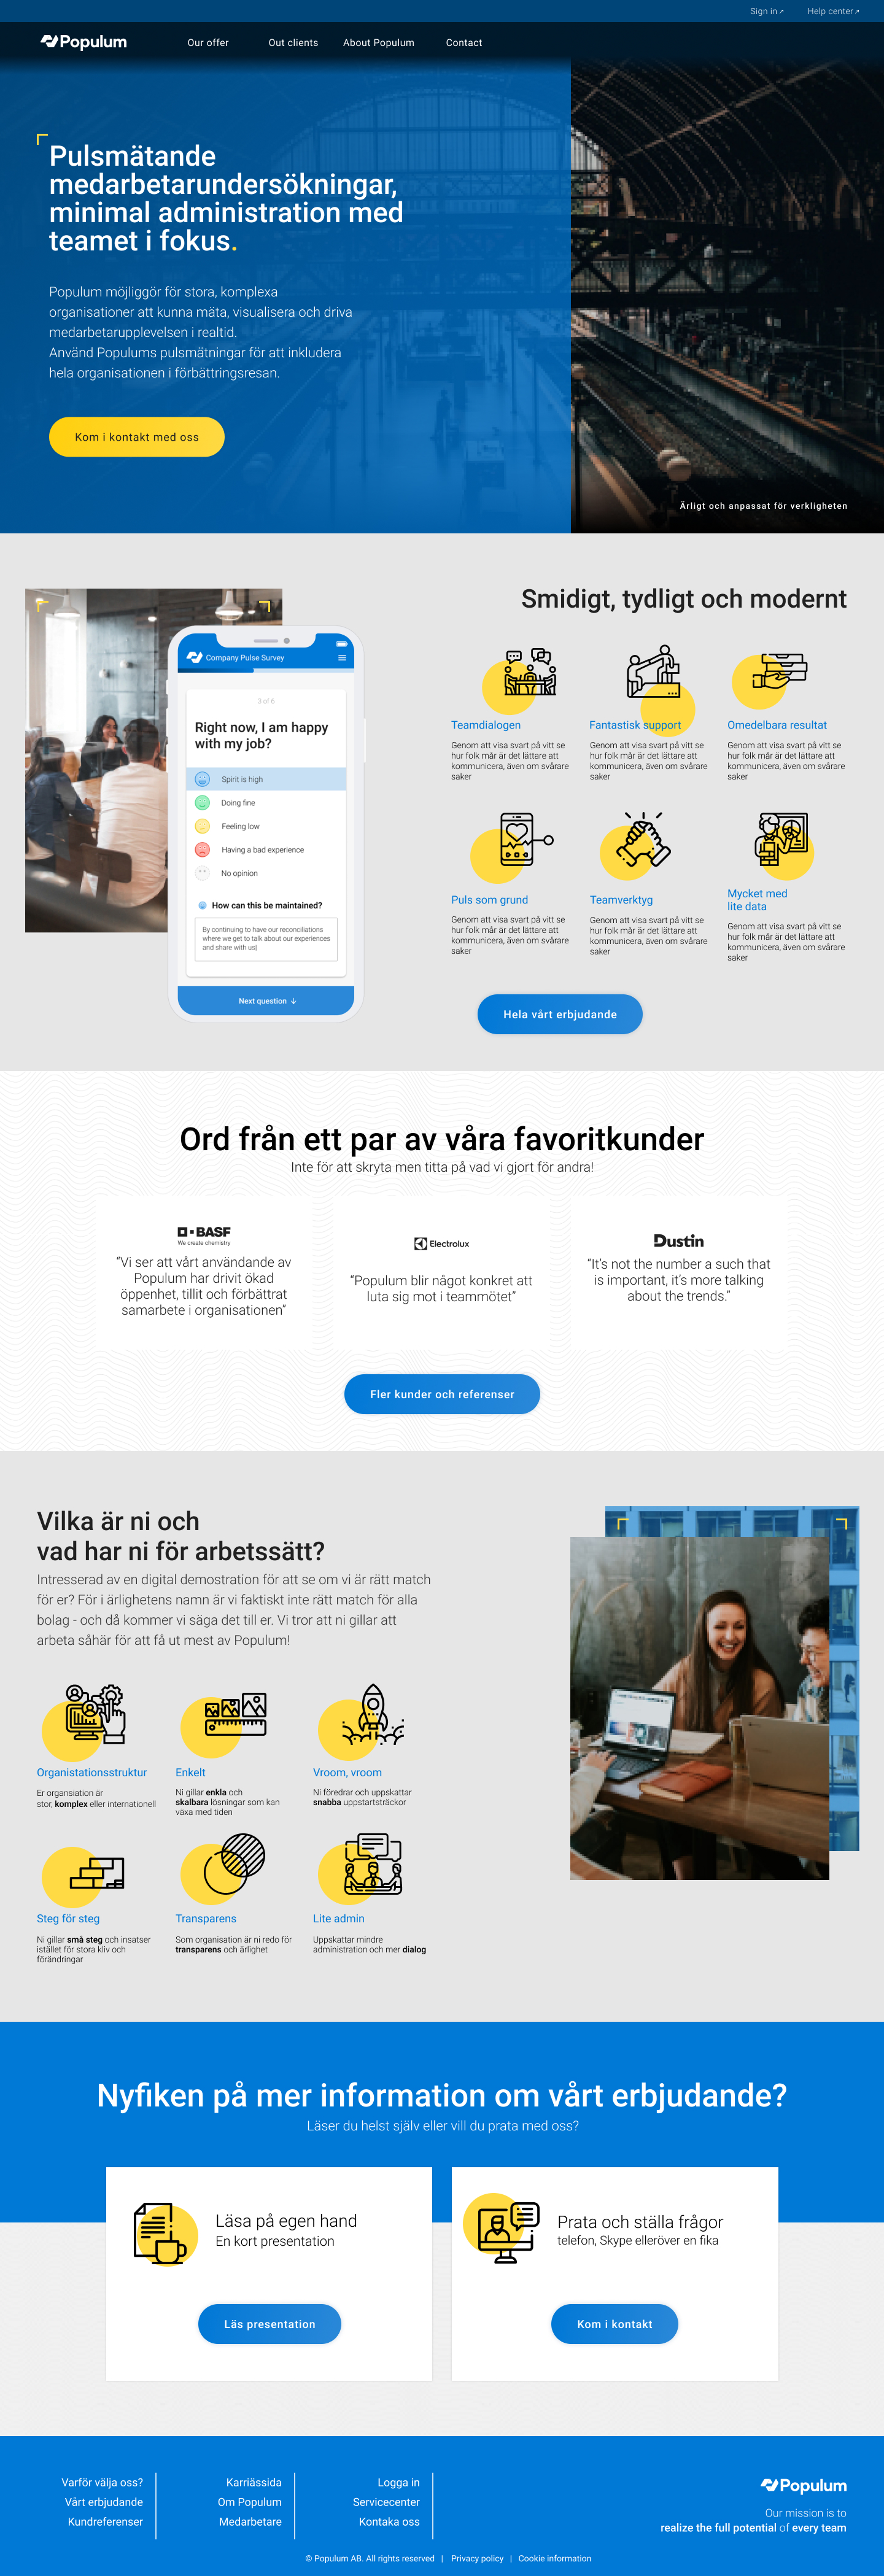 Sign in↗ Help center↗
Populum Our offer Out clients About Populum Contact
Pulsmätande
medarbetarundersökningar,
minimal administration med
teamet i fokus.
Populum möjliggör för stora, komplexa
organisationer att kunna mäta, visualisera och driva
medarbetarupplevelsen i realtid.
Använd Populums pulsmätningar för att inkludera
hela organisationen i förbättringsresan.
Kom i kontakt med oss
Ärligt och anpassat för verkligheten
Company Pulse Survey
3 of 6
Right now, I am happy
with my job?
Spirit is high
Doing fine
Feeling low
Having a bad experience
No opinion
How can this be maintained?
By continuing to have our reconciliations
where we get to talk about our experiences
and share with us|
Next question ↓
Smidigt, tydligt och modernt
Teamdialogen
Genom att visa svart på vitt se
hur folk mår är det lättare att
kommunicera, även om svårare
saker
Fantastisk support
Genom att visa svart på vitt se
hur folk mår är det lättare att
kommunicera, även om svårare
saker
Omedelbara resultat
Genom att visa svart på vitt se
hur folk mår är det lättare att
kommunicera, även om svårare
saker
Puls som grund
Genom att visa svart på vitt se
hur folk mår är det lättare att
kommunicera, även om svårare
saker
Teamverktyg
Genom att visa svart på vitt se
hur folk mår är det lättare att
kommunicera, även om svårare
saker
Mycket med
lite data
Genom att visa svart på vitt se
hur folk mår är det lättare att
kommunicera, även om svårare
saker
Hela vårt erbjudande
Ord från ett par av våra favoritkunder
Inte för att skryta men titta på vad vi gjort för andra!
BASF
We create chemistry
“Vi ser att vårt användande av
Populum har drivit ökad
öppenhet, tillit och förbättrat
samarbete i organisationen”
Electrolux
“Populum blir något konkret att
luta sig mot i teammötet”
Dustin
“It’s not the number a such that
is important, it’s more talking
about the trends.”
Fler kunder och referenser
Vilka är ni och
vad har ni för arbetssätt?
Intresserad av en digital demostration för att se om vi är rätt match
för er? För i ärlighetens namn är vi faktiskt inte rätt match för alla
bolag - och då kommer vi säga det till er. Vi tror att ni gillar att
arbeta såhär för att få ut mest av Populum!
Organistationsstruktur
Er organsiation är
stor, komplex eller internationell
Enkelt
Ni gillar enkla och
skalbara lösningar som kan
växa med tiden
Vroom, vroom
Ni föredrar och uppskattar
snabba uppstartsträckor
Steg för steg
Ni gillar små steg och insatser
istället för stora kliv och
förändringar
Transparens
Som organisation är ni redo för
transparens och ärlighet
Lite admin
Uppskattar mindre
administration och mer dialog
Nyfiken på mer information om vårt erbjudande?
Läser du helst själv eller vill du prata med oss?
Läsa på egen hand
En kort presentation
Läs presentation
Prata och ställa frågor
telefon, Skype elleröver en fika
Kom i kontakt
Varför välja oss?
Vårt erbjudande
Kundreferenser
Karriässida
Om Populum
Medarbetare
Logga in
Servicecenter
Kontaka oss
Populum
Our mission is to
realize the full potential of every team
© Populum AB. All rights reserved | Privacy policy | Cookie information